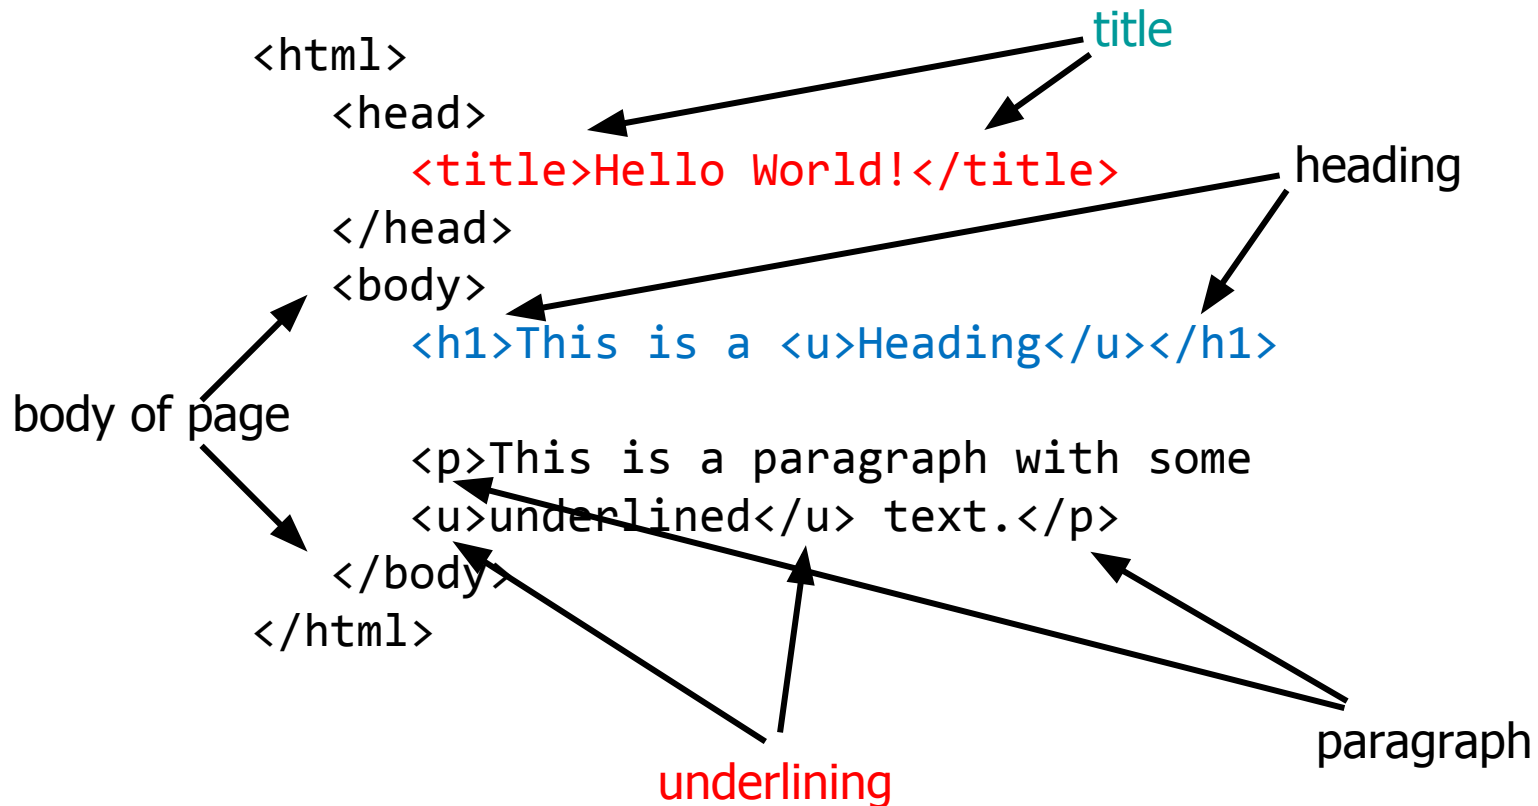 title
<html>
<head>
<title>Hello World!</title>
heading
</head>
<body>
<h1>This is a <u>Heading</u></h1>
body of page
<p>This is a paragraph with some
<u>underlined</u> text.</p>
</body>
</html>
paragraph
underlining